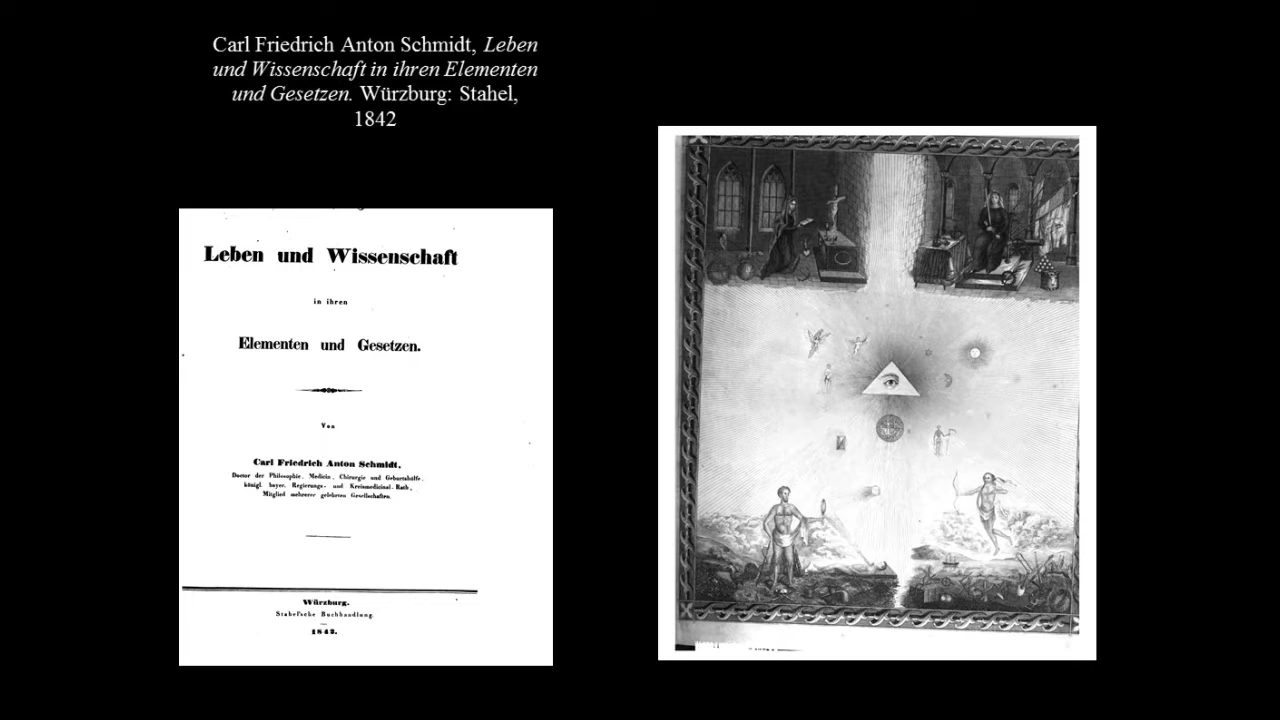 Carl Friedrich Anton Schmidt, Leben
und Wissenschaft in ihren Elementen
und Gesetzen. Würzburg: Stahel,
1842
Leben und Wissenschaft
in ihren
Elementen und Gesetzen.
Von
Carl Friedrich Anton Schmidt,
Doctor der Philosophie, Medicin, Chirurgie und Geburtshülfe,
königl. bayer. Regierungs- und Kreismedicinal-Rath,
Mitglied mehrerer gelehrten Gesellschaften.
Würzburg.
Stahel'sche Buchhandlung.
1842.